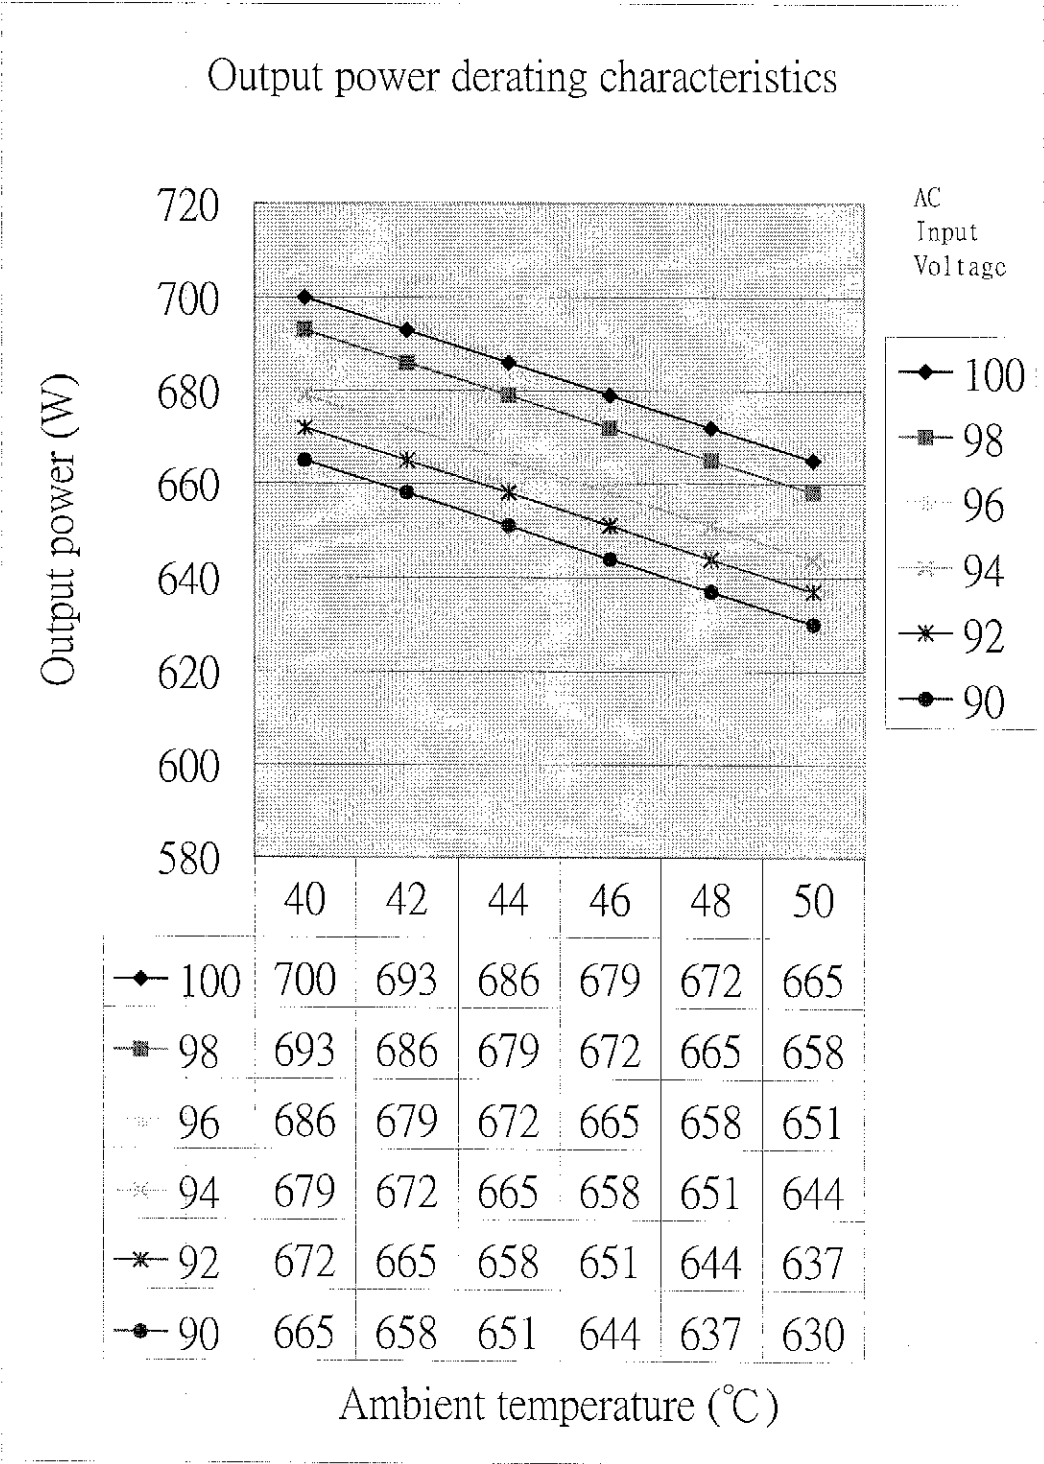 Output power derating characteristics
AC
Input
Voltage
720
700
680
660
640
620
600
580
Output power (W)
100
98
96
94
92
90
40 42 44 46 48 50
100 700 693 686 679 672 665
98 693 686 679 672 665 658
96 686 679 672 665 658 651
94 679 672 665 658 651 644
92 672 665 658 651 644 637
90 665 658 651 644 637 630
Ambient temperature (℃)